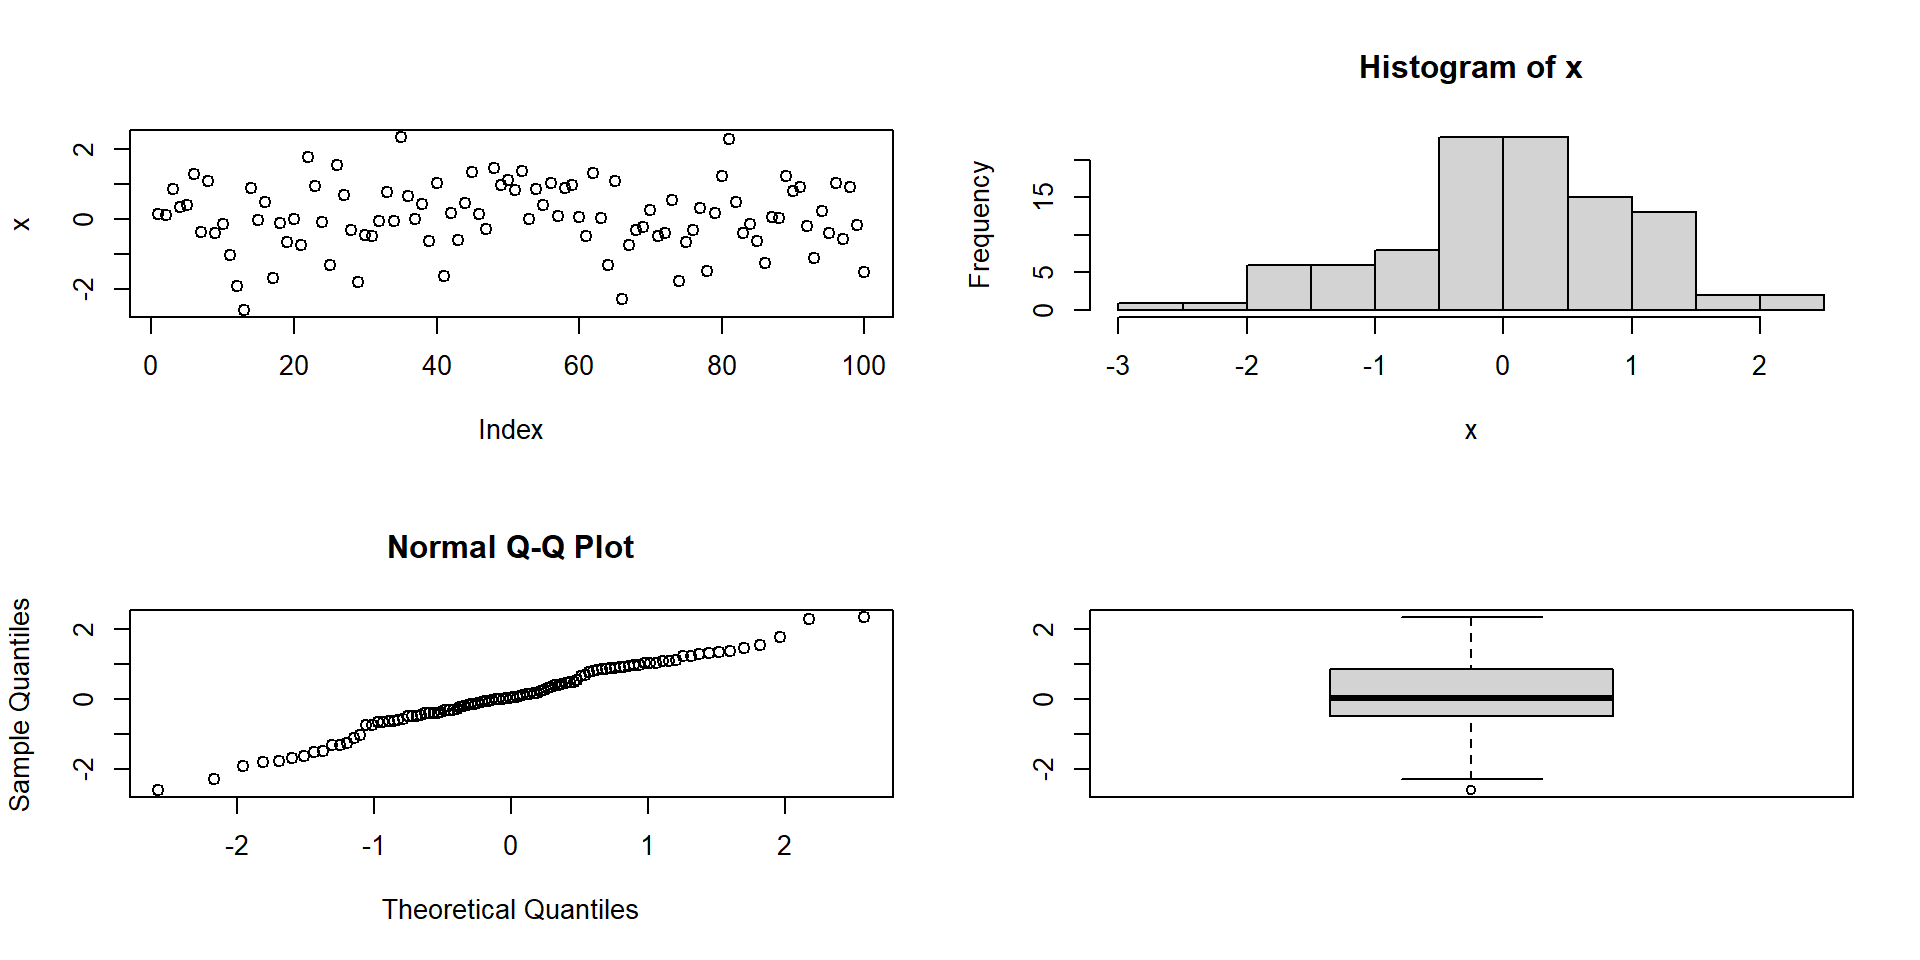 x
2
0
-2
0 20 40 60 80 100
Index
Histogram of x
Frequency
15
5
0
-3 -2 -1 0 1 2
x
Normal Q-Q Plot
Sample Quantiles
2
0
-2
-2 -1 0 1 2
Theoretical Quantiles
2
0
-2